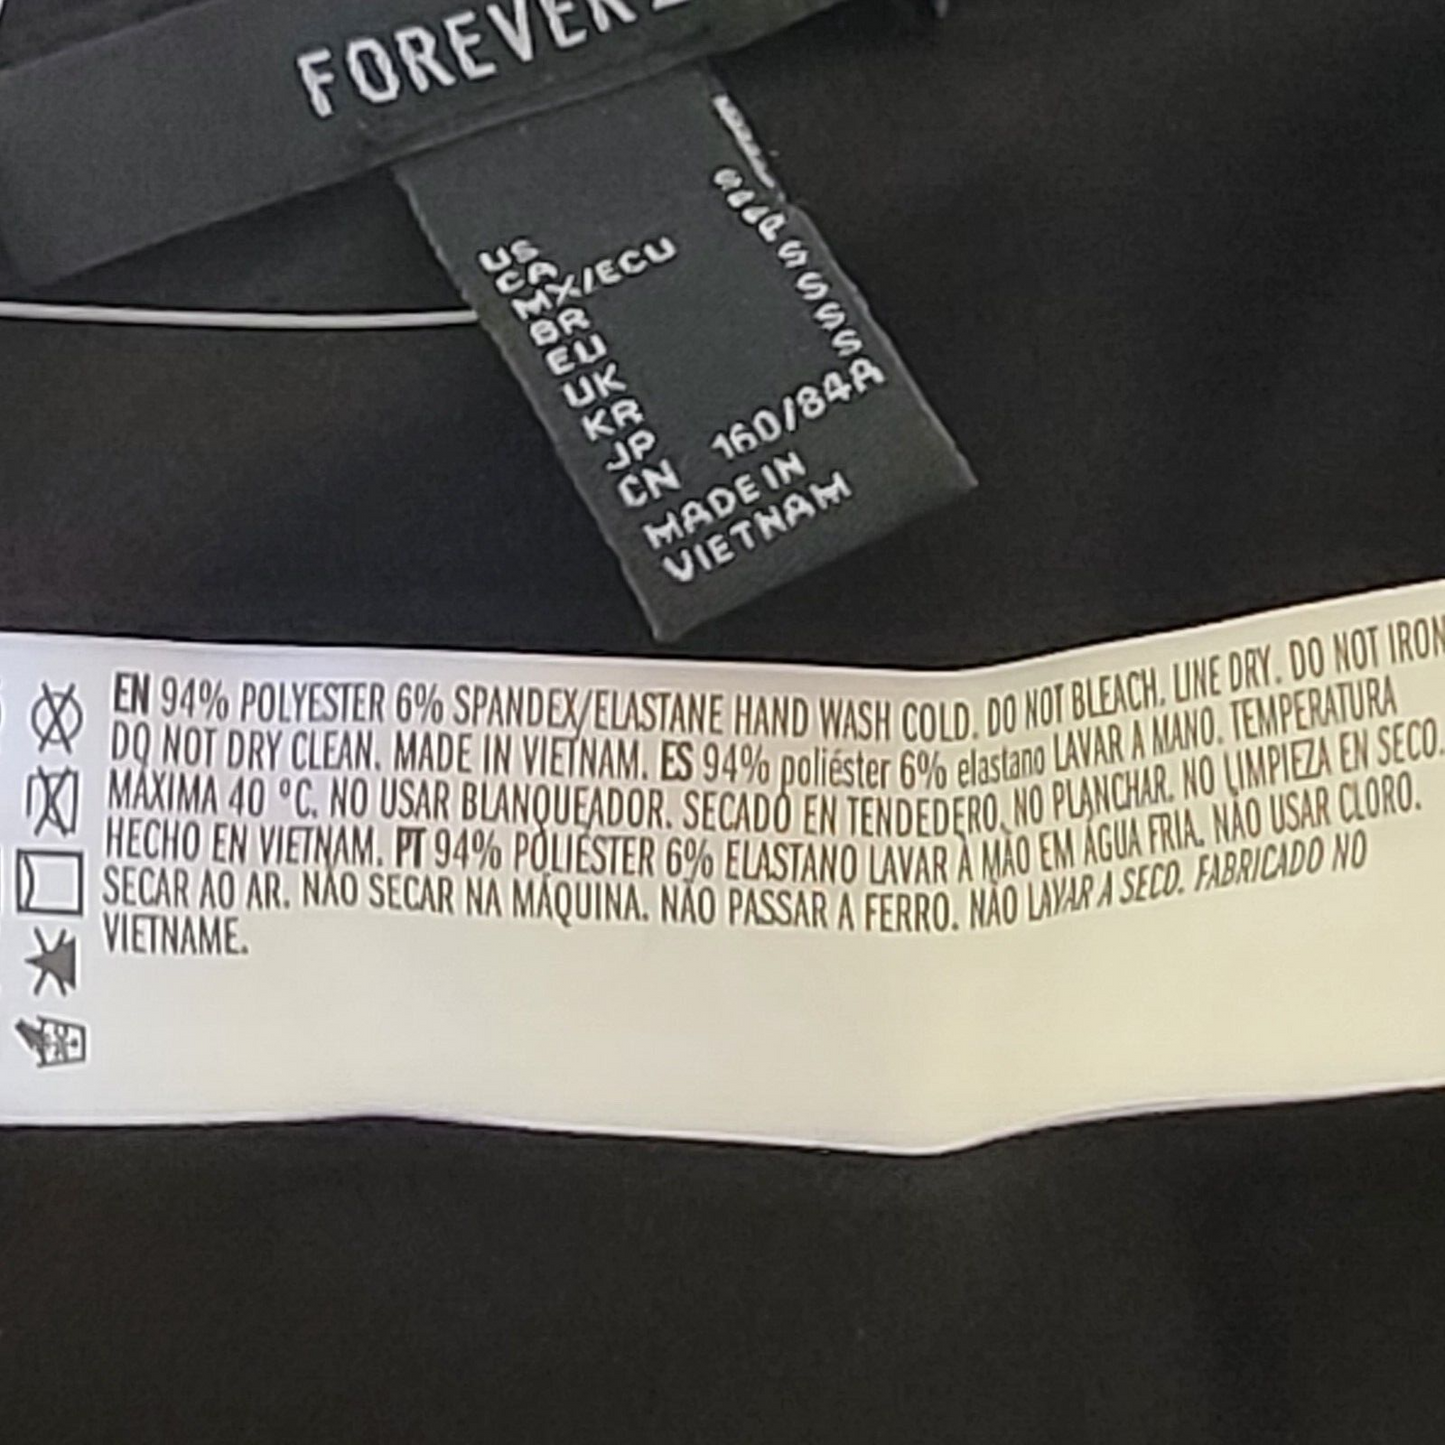 FOREVER
US S
CA S
MX/ECU S
BR P
EU S
UK S
KR S
JP S
CN 160/84A
MADE IN
VIETNAM
EN 94% POLYESTER 6% SPANDEX/ELASTANE HAND WASH COLD. DO NOT BLEACH. LINE DRY. DO NOT IRON
DO NOT DRY CLEAN. MADE IN VIETNAM. ES 94% poliéster 6% elastano LAVAR A MANO. TEMPERATURA
MÁXIMA 40 °C. NO USAR BLANQUEADOR. SECADO EN TENDEDERO. NO PLANCHAR. NO LIMPIEZA EN SECO.
HECHO EN VIETNAM. PT 94% POLIÉSTER 6% ELASTANO LAVAR À MÃO EM ÁGUA FRIA. NÃO USAR CLORO.
SECAR AO AR. NÃO SECAR NA MÁQUINA. NÃO PASSAR A FERRO. NÃO LAVAR A SECO. FABRICADO NO
VIETNAME.